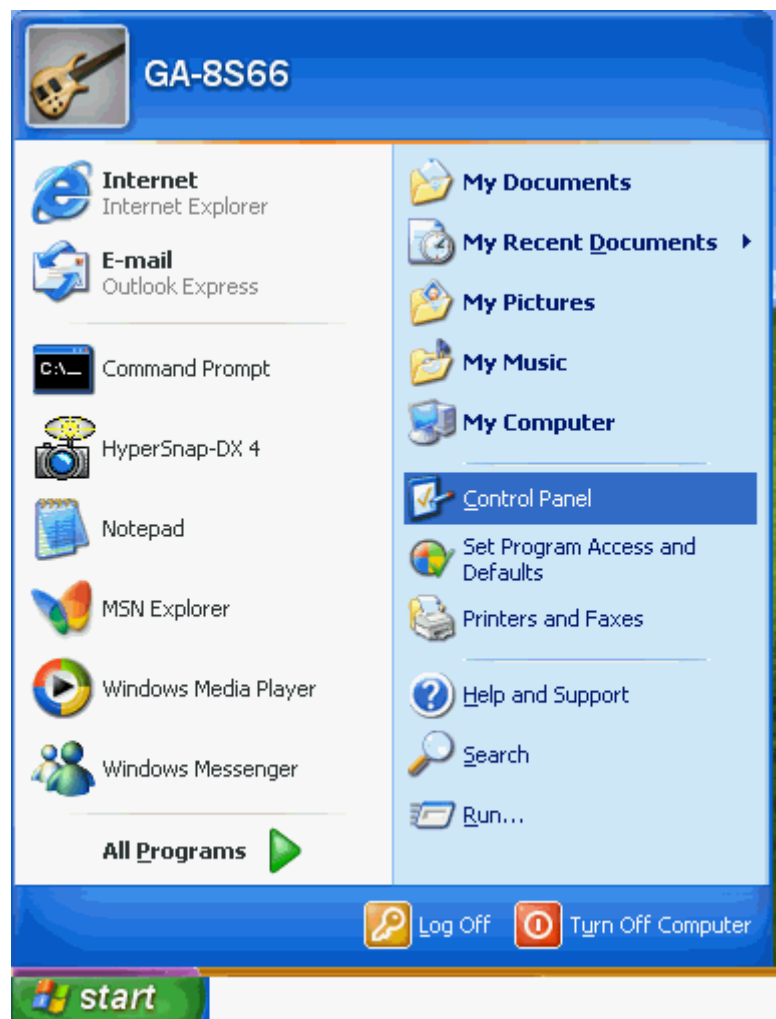 GA-8S66
Internet
Internet Explorer
E-mail
Outlook Express
C:\_
Command Prompt
HyperSnap-DX 4
Notepad
MSN Explorer
Windows Media Player
Windows Messenger
All Programs
My Documents
My Recent Documents
My Pictures
My Music
My Computer
Control Panel
Set Program Access and
Defaults
Printers and Faxes
Help and Support
Search
Run...
Log Off
Turn Off Computer
start